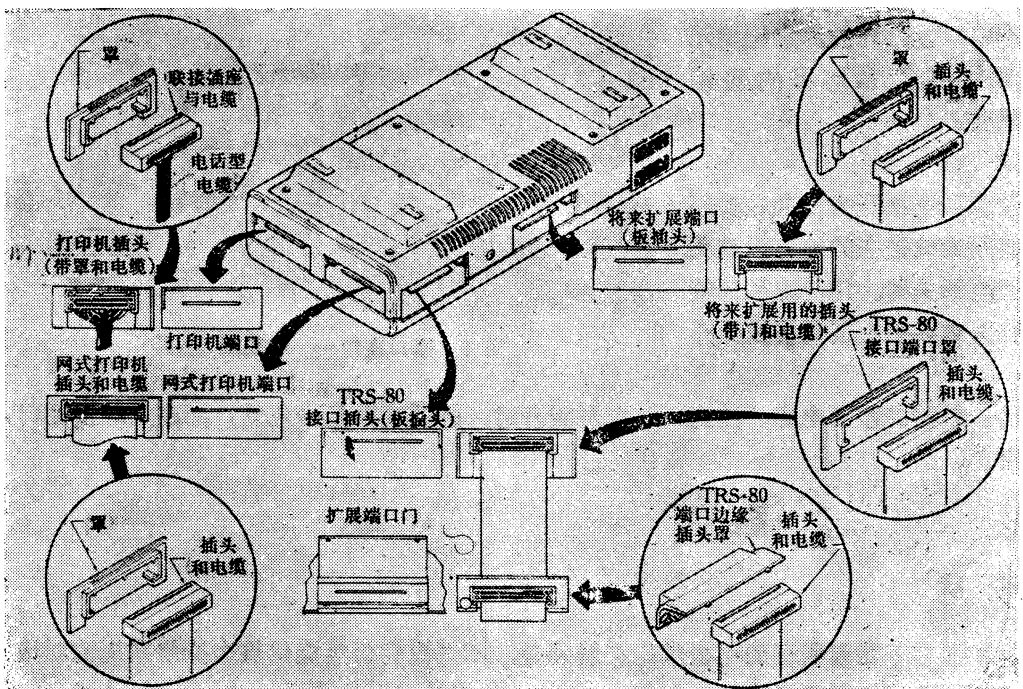 罩
联接插座
与电缆
电话型
电缆
打印机插头
(带罩和电缆)
打印机端口
网式打印机
插头和电缆
网式打印机端口
TRS-80
接口插头(板插头)
扩展端口门
罩
插头
和电缆
罩
插头
和电缆
将来扩展端口
(板插头)
将来扩展用的插头
(带门和电缆)
TRS-80
接口端口罩
插头
和电缆
TRS-80
端口边缘
插头罩
插头
和电缆